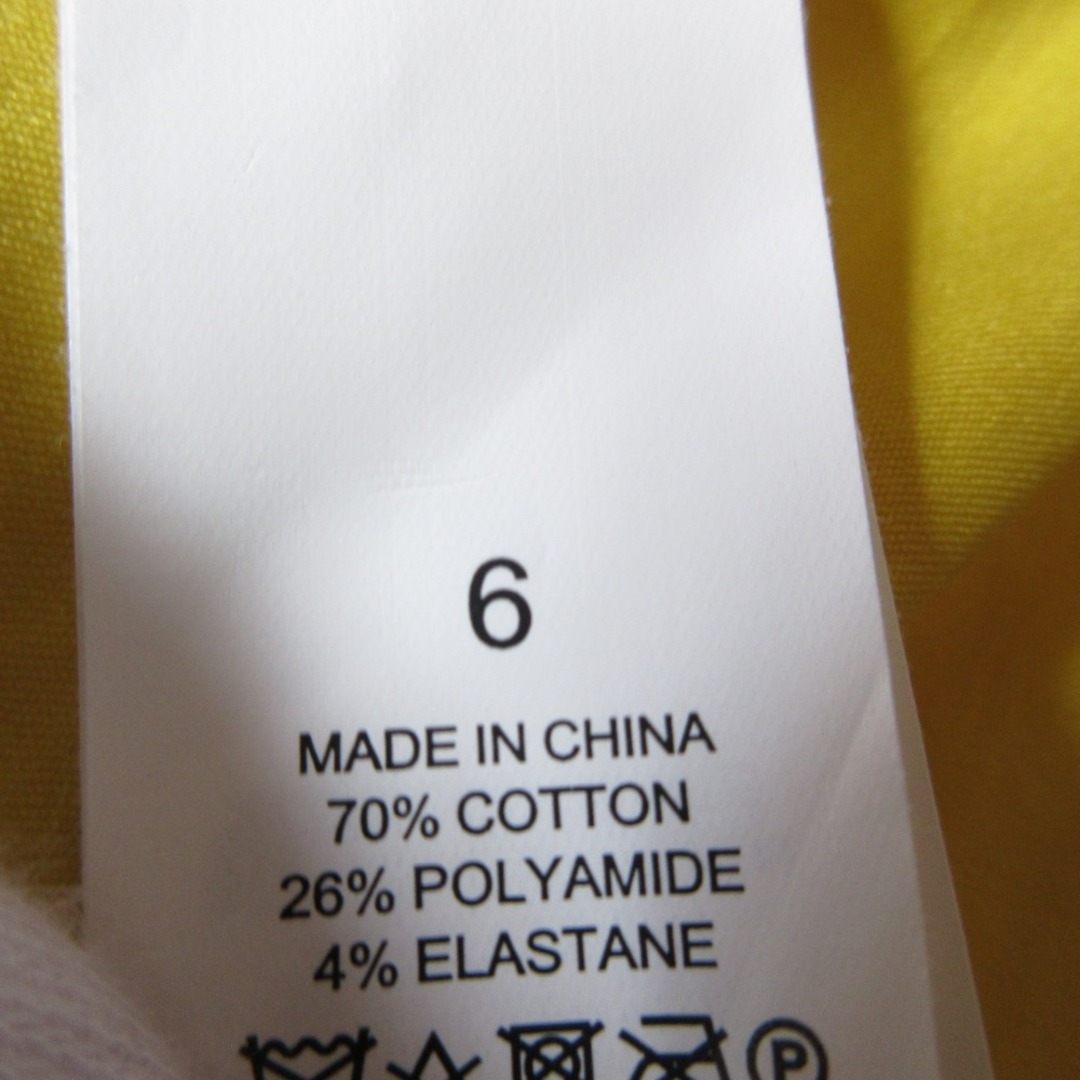 6
MADE IN CHINA
70% COTTON
26% POLYAMIDE
4% ELASTANE
P